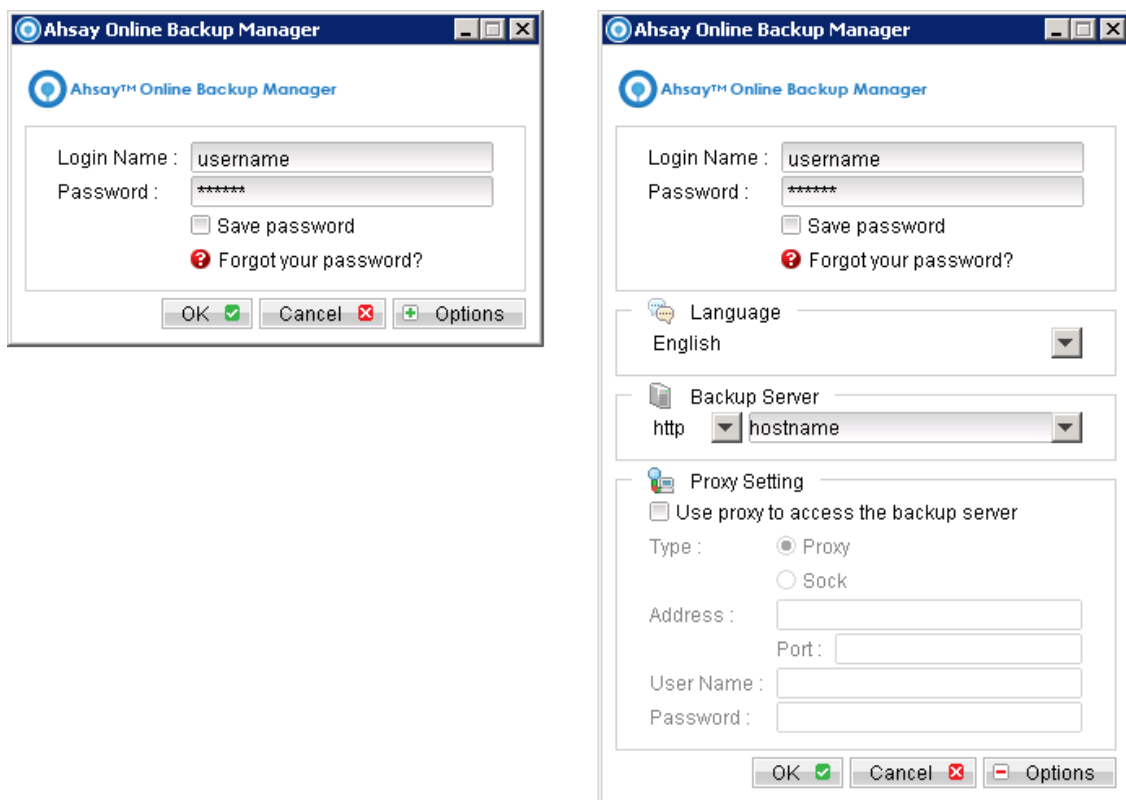 Ahsay Online Backup Manager
Ahsay™ Online Backup Manager
Login Name : username
Password : ******
Save password
Forgot your password?
OK Cancel Options
Ahsay Online Backup Manager
Ahsay™ Online Backup Manager
Login Name : username
Password : ******
Save password
Forgot your password?
Language
English
Backup Server
http hostname
Proxy Setting
Use proxy to access the backup server
Type : Proxy
Sock
Address :
Port :
User Name :
Password :
OK Cancel Options